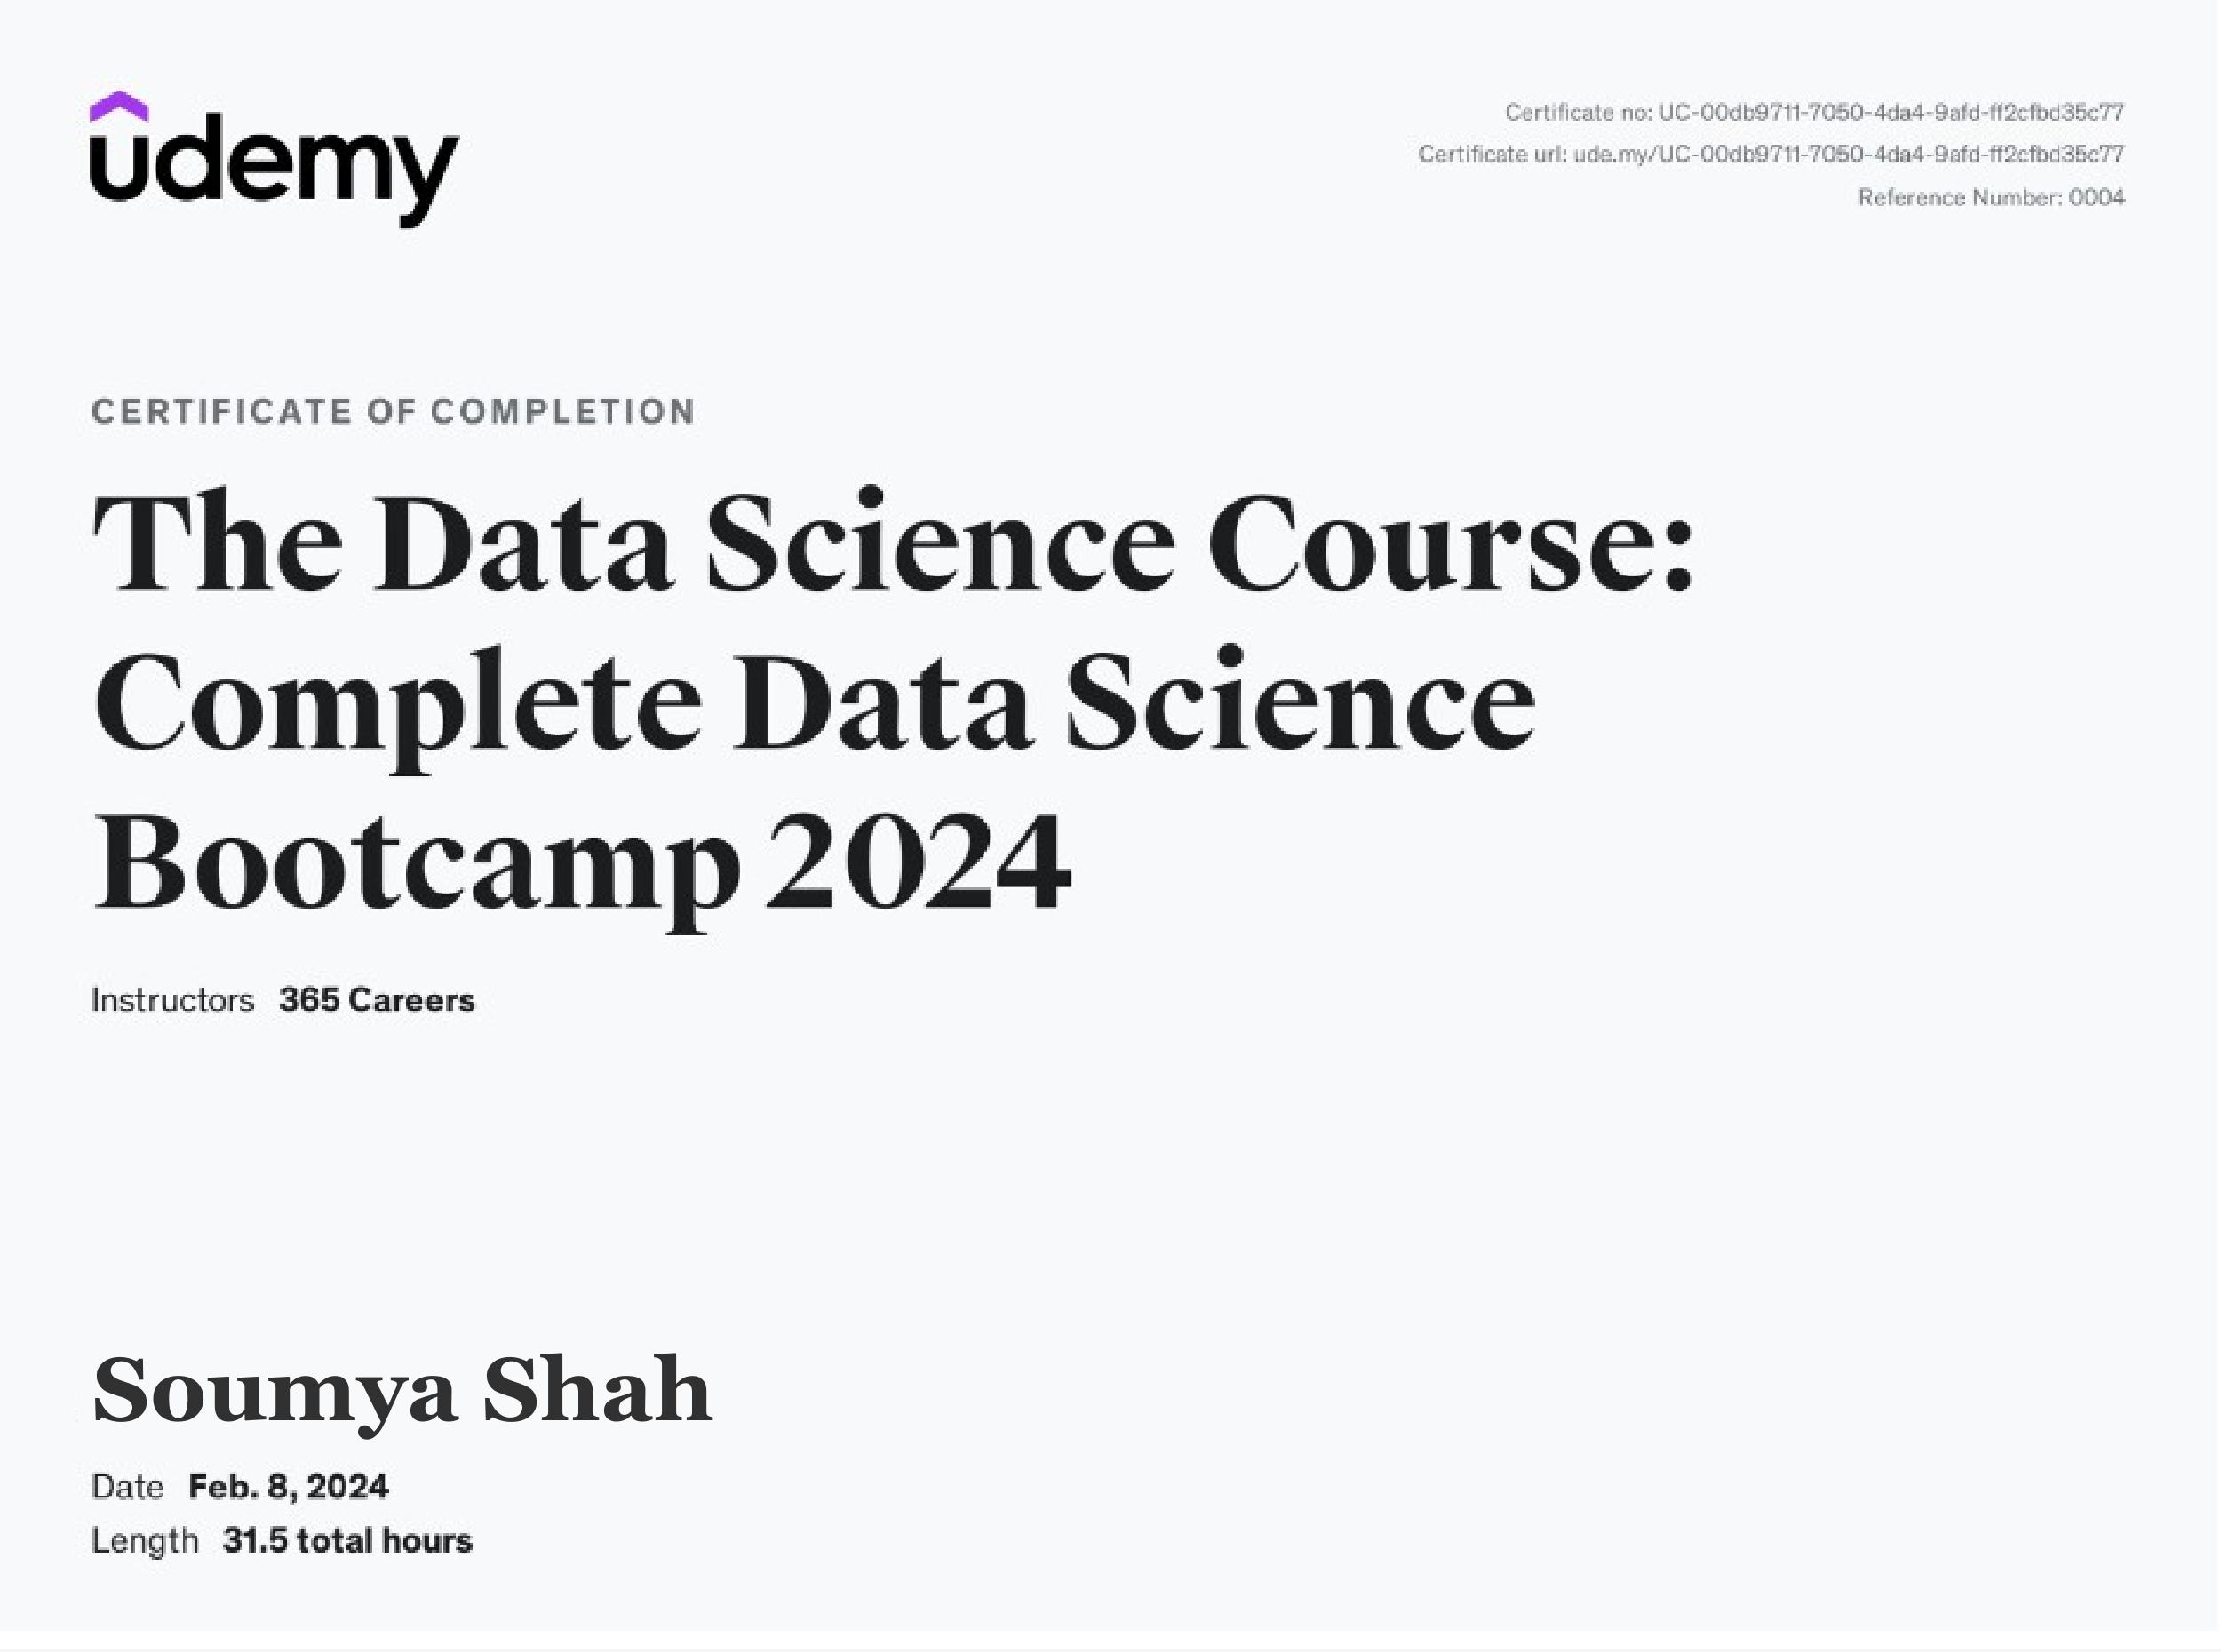 udemy
Certificate no: UC-00db9711-7050-4da4-9afd-ff2cfbd35c77
Certificate url: ude.my/UC-00db9711-7050-4da4-9afd-ff2cfbd35c77
Reference Number: 0004
CERTIFICATE OF COMPLETION
The Data Science Course:
Complete Data Science
Bootcamp 2024
Instructors 365 Careers
Soumya Shah
Date Feb. 8, 2024
Length 31.5 total hours